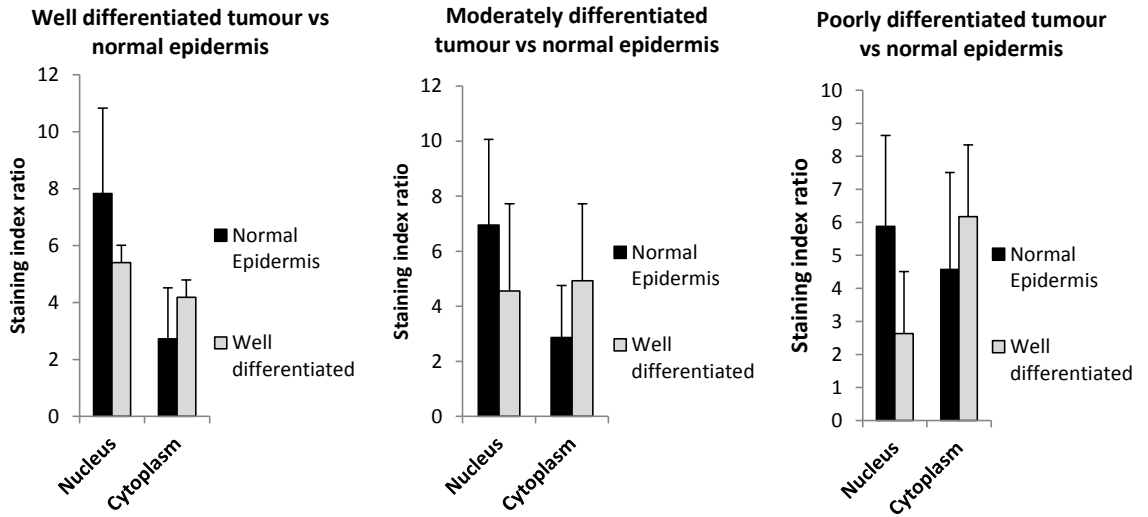 Well differentiated tumour vs
normal epidermis
Staining index ratio
12
10
8
6
4
2
0
Nucleus
Cytoplasm
Normal
Epidermis
Well
differentiated
Moderately differentiated
tumour vs normal epidermis
Staining index ratio
12
10
8
6
4
2
0
Nucleus
Cytoplasm
Normal
Epidermis
Well
differentiated
Poorly differentiated tumour
vs normal epidermis
Staining index ratio
10
9
8
7
6
5
4
3
2
1
0
Nucleus
Cytoplasm
Normal
Epidermis
Well
differentiated